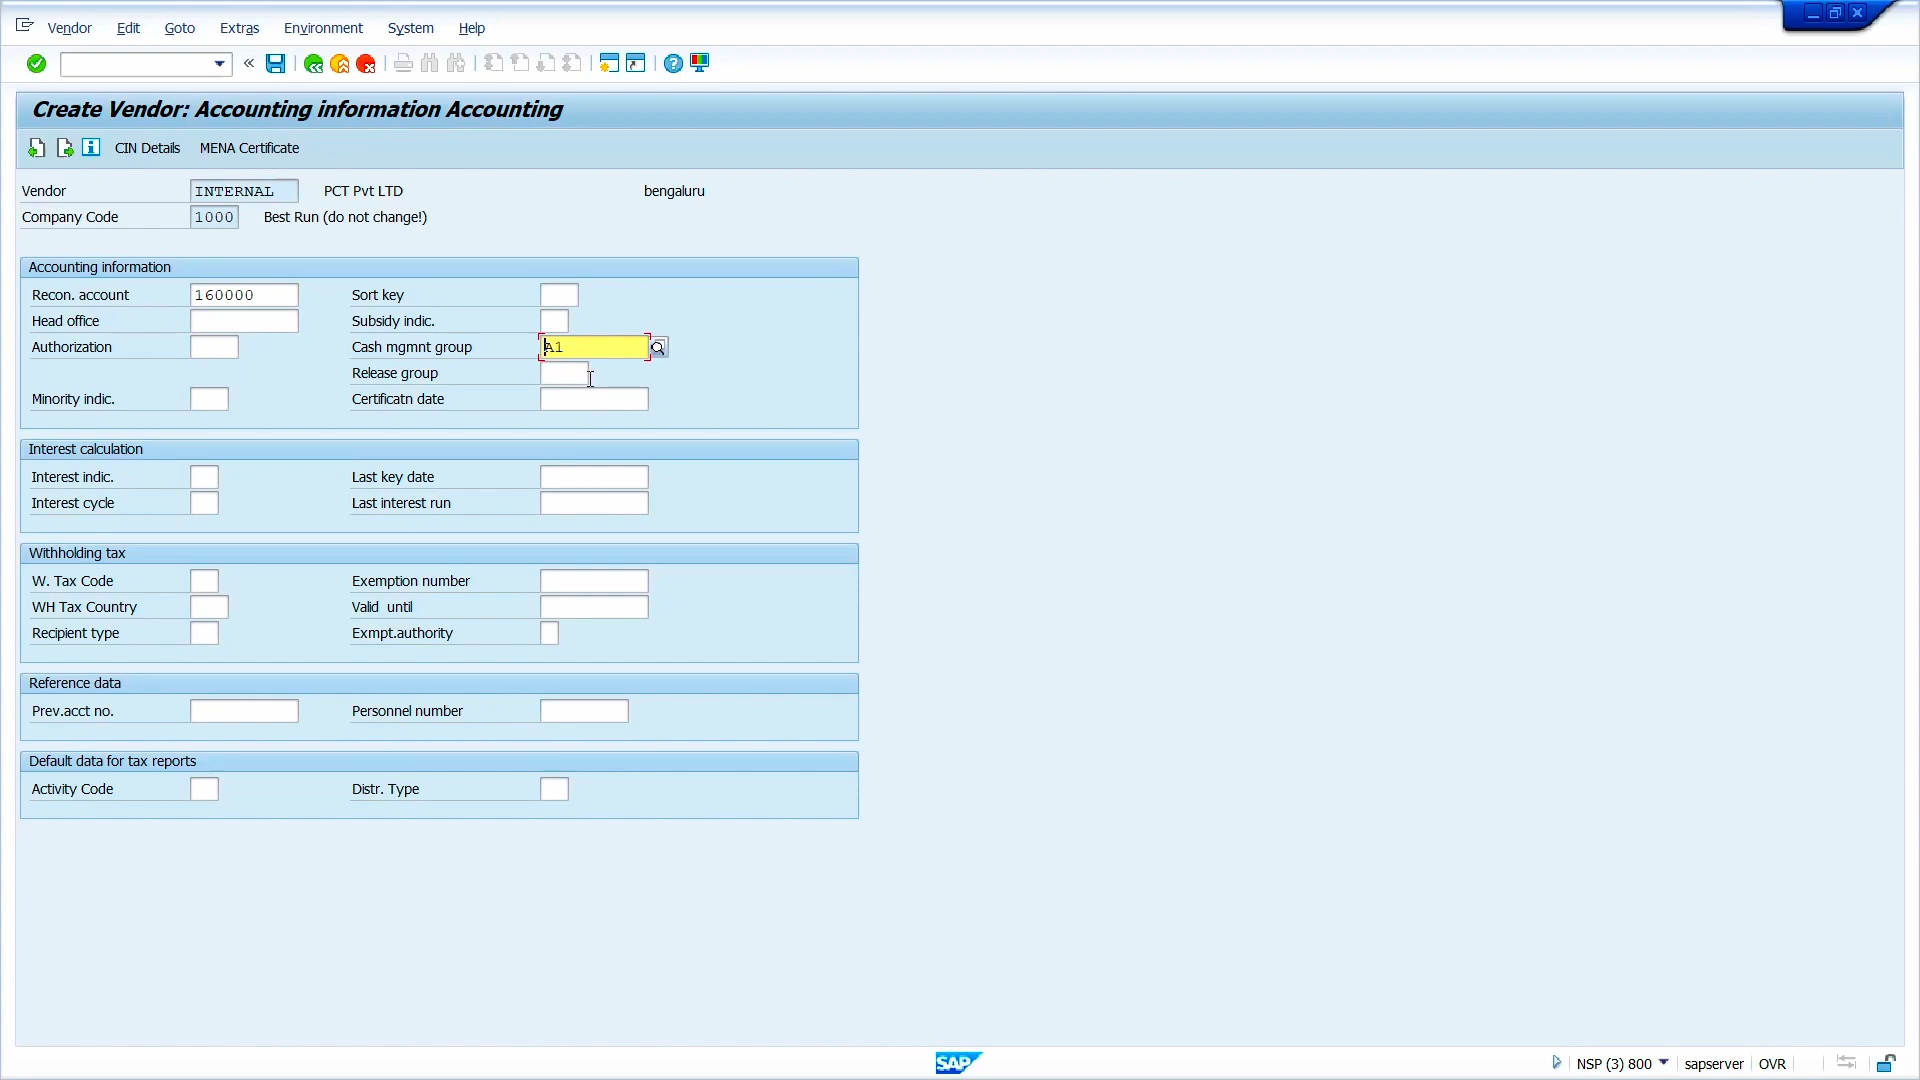 Vendor Edit Goto Extras Environment System Help
Create Vendor: Accounting information Accounting
CIN Details MENA Certificate
Vendor INTERNAL PCT Pvt LTD bengaluru
Company Code 1000 Best Run (do not change!)
Accounting information
Recon. account 160000 Sort key
Head office Subsidy indic.
Authorization Cash mgmnt group A1
Release group
Minority indic. Certificatn date
Interest calculation
Interest indic. Last key date
Interest cycle Last interest run
Withholding tax
W. Tax Code Exemption number
WH Tax Country Valid until
Recipient type Exmpt.authority
Reference data
Prev.acct no. Personnel number
Default data for tax reports
Activity Code Distr. Type
SAP NSP (3) 800 sapserver OVR